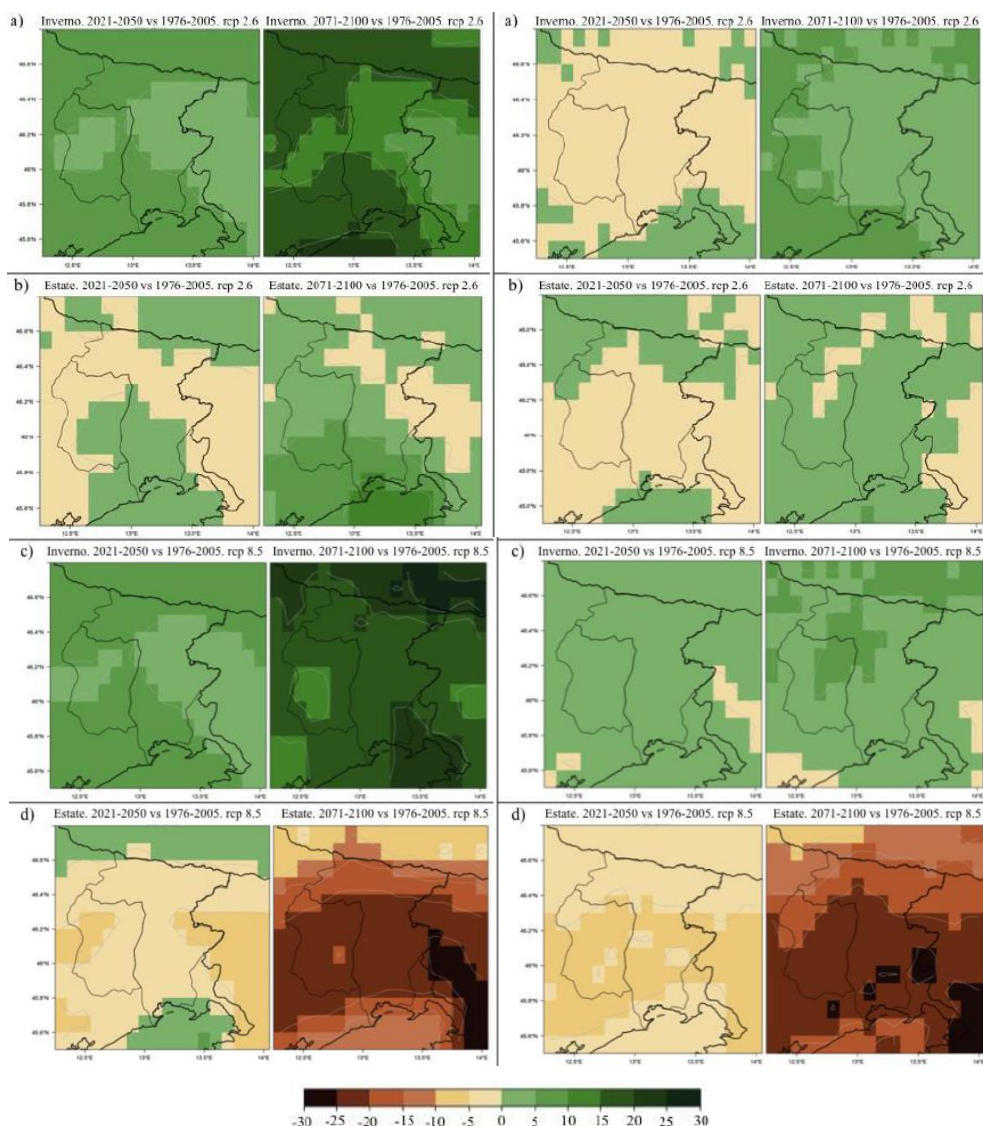 a) Inverno. 2021-2050 vs 1976-2005. rcp 2.6 Inverno. 2071-2100 vs 1976-2005. rcp 2.6
a) Inverno. 2021-2050 vs 1976-2005. rcp 2.6 Inverno. 2071-2100 vs 1976-2005. rcp 2.6
b) Estate. 2021-2050 vs 1976-2005. rcp 2.6 Estate. 2071-2100 vs 1976-2005. rcp 2.6
b) Estate. 2021-2050 vs 1976-2005. rcp 2.6 Estate. 2071-2100 vs 1976-2005. rcp 2.6
c) Inverno. 2021-2050 vs 1976-2005. rcp 8.5 Inverno. 2071-2100 vs 1976-2005. rcp 8.5
c) Inverno. 2021-2050 vs 1976-2005. rcp 8.5 Inverno. 2071-2100 vs 1976-2005. rcp 8.5
d) Estate. 2021-2050 vs 1976-2005. rcp 8.5 Estate. 2071-2100 vs 1976-2005. rcp 8.5
d) Estate. 2021-2050 vs 1976-2005. rcp 8.5 Estate. 2071-2100 vs 1976-2005. rcp 8.5
-30 -25 -20 -15 -10 -5 0 5 10 15 20 25 30